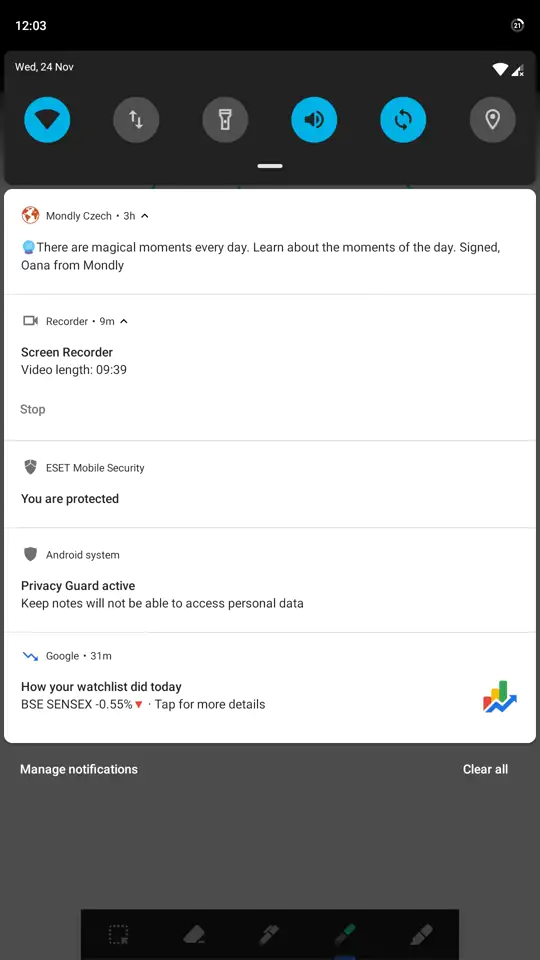 12:03
21
Wed, 24 Nov
Mondly Czech • 3h
There are magical moments every day. Learn about the moments of the day. Signed,
Oana from Mondly
Recorder • 9m
Screen Recorder
Video length: 09:39
Stop
ESET Mobile Security
You are protected
Android system
Privacy Guard active
Keep notes will not be able to access personal data
Google • 31m
How your watchlist did today
BSE SENSEX -0.55%🔻 · Tap for more details
Manage notifications
Clear all